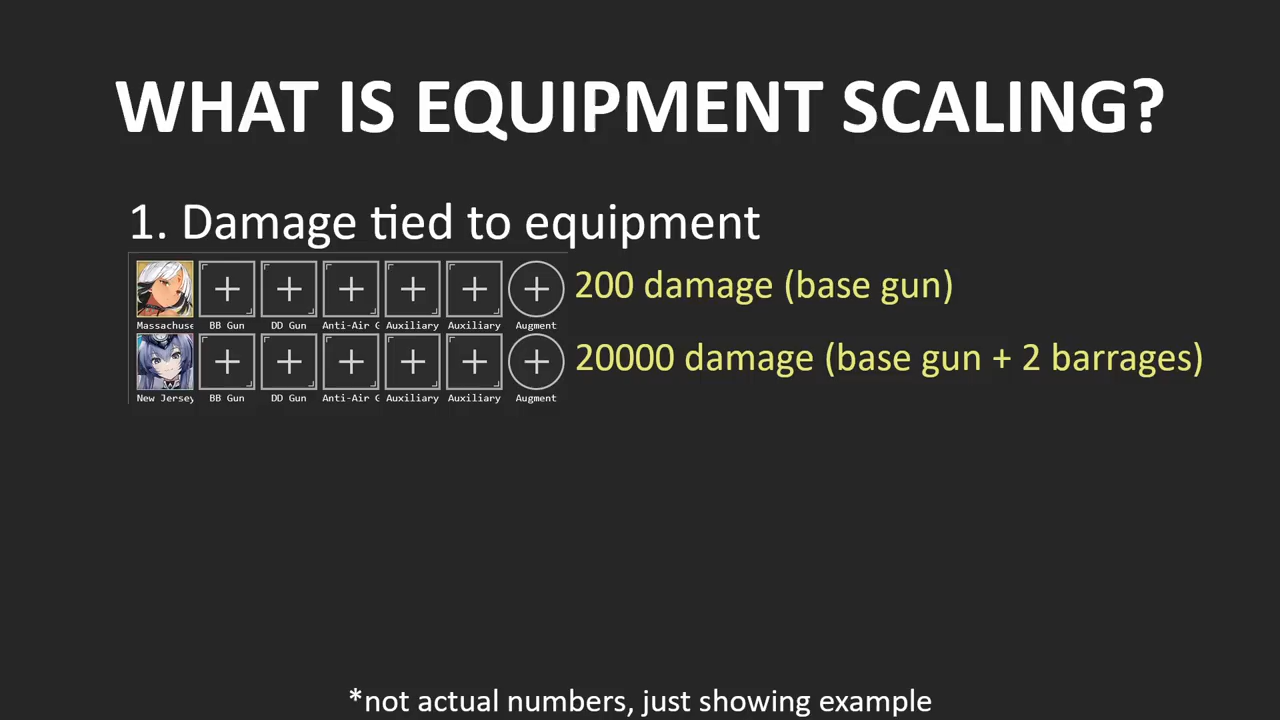 WHAT IS EQUIPMENT SCALING?
1. Damage tied to equipment
200 damage (base gun)
Massachuse BB Gun DD Gun Anti-Air G Auxiliary Auxiliary Augment
20000 damage (base gun + 2 barrages)
New Jersey BB Gun DD Gun Anti-Air G Auxiliary Auxiliary Augment
*not actual numbers, just showing example